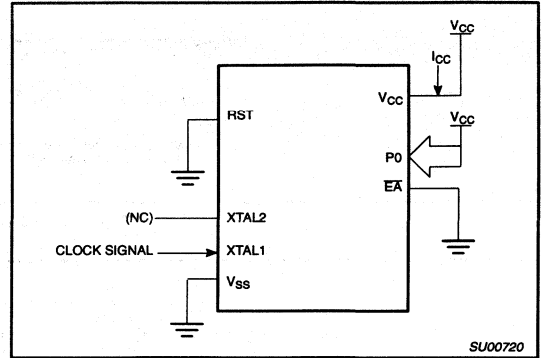 VCC
ICC
VCC
RST
VCC
P0
EA
(NC)
XTAL2
CLOCK SIGNAL
XTAL1
VSS
SU00720